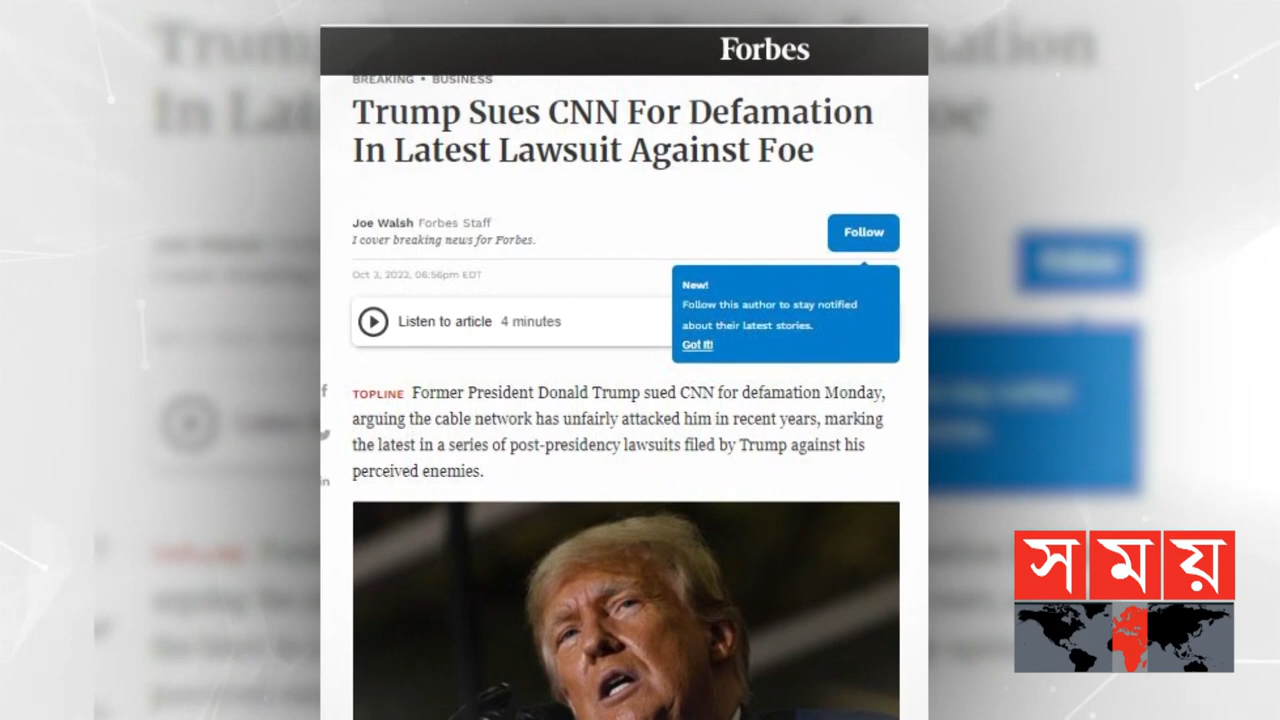 Forbes
BREAKING • BUSINESS
Trump Sues CNN For Defamation
In Latest Lawsuit Against Foe
Joe Walsh Forbes Staff
I cover breaking news for Forbes.
Follow
Oct 3, 2022, 06:56pm EDT
New!
Follow this author to stay notified
about their latest stories.
Got it!
Listen to article 4 minutes
TOPLINE Former President Donald Trump sued CNN for defamation Monday,
arguing the cable network has unfairly attacked him in recent years, marking
the latest in a series of post-presidency lawsuits filed by Trump against his
perceived enemies.
in
সময়